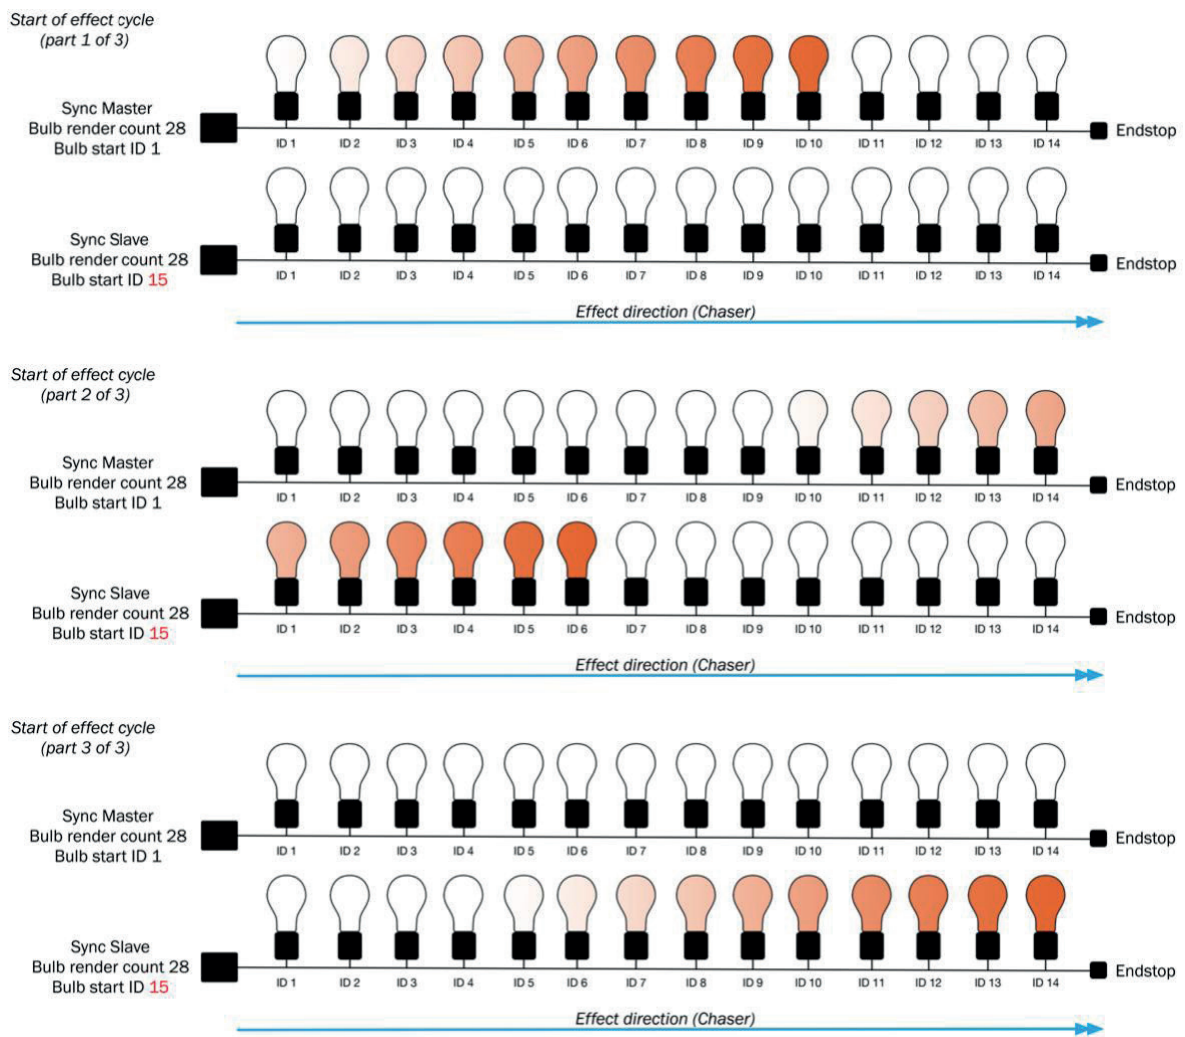 Start of effect cycle
(part 1 of 3)
Sync Master
Bulb render count 28
Bulb start ID 1
ID 1 ID 2 ID 3 ID 4 ID 5 ID 6 ID 7 ID 8 ID 9 ID 10 ID 11 ID 12 ID 13 ID 14
Endstop
Sync Slave
Bulb render count 28
Bulb start ID 15
ID 1 ID 2 ID 3 ID 4 ID 5 ID 6 ID 7 ID 8 ID 9 ID 10 ID 11 ID 12 ID 13 ID 14
Endstop
Effect direction (Chaser)
Start of effect cycle
(part 2 of 3)
Sync Master
Bulb render count 28
Bulb start ID 1
ID 1 ID 2 ID 3 ID 4 ID 5 ID 6 ID 7 ID 8 ID 9 ID 10 ID 11 ID 12 ID 13 ID 14
Endstop
Sync Slave
Bulb render count 28
Bulb start ID 15
ID 1 ID 2 ID 3 ID 4 ID 5 ID 6 ID 7 ID 8 ID 9 ID 10 ID 11 ID 12 ID 13 ID 14
Endstop
Effect direction (Chaser)
Start of effect cycle
(part 3 of 3)
Sync Master
Bulb render count 28
Bulb start ID 1
ID 1 ID 2 ID 3 ID 4 ID 5 ID 6 ID 7 ID 8 ID 9 ID 10 ID 11 ID 12 ID 13 ID 14
Endstop
Sync Slave
Bulb render count 28
Bulb start ID 15
ID 1 ID 2 ID 3 ID 4 ID 5 ID 6 ID 7 ID 8 ID 9 ID 10 ID 11 ID 12 ID 13 ID 14
Endstop
Effect direction (Chaser)